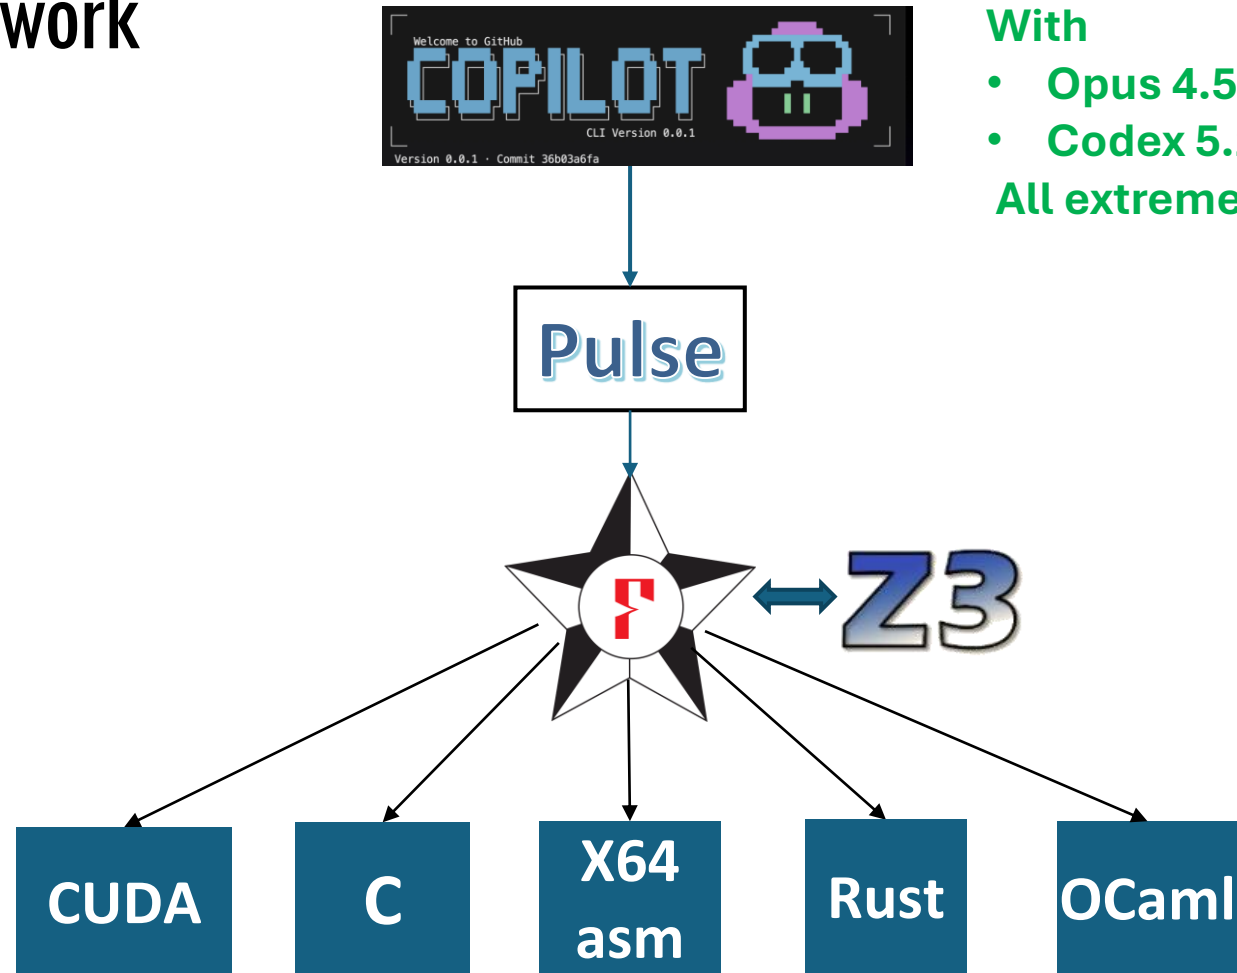 work
Welcome to GitHub
COPILOT
CLI Version 0.0.1
Version 0.0.1 · Commit 36b03a6fa
With
• Opus 4.5
• Codex 5.
All extreme
Pulse
F
Z3
CUDA
C
X64
asm
Rust
OCaml